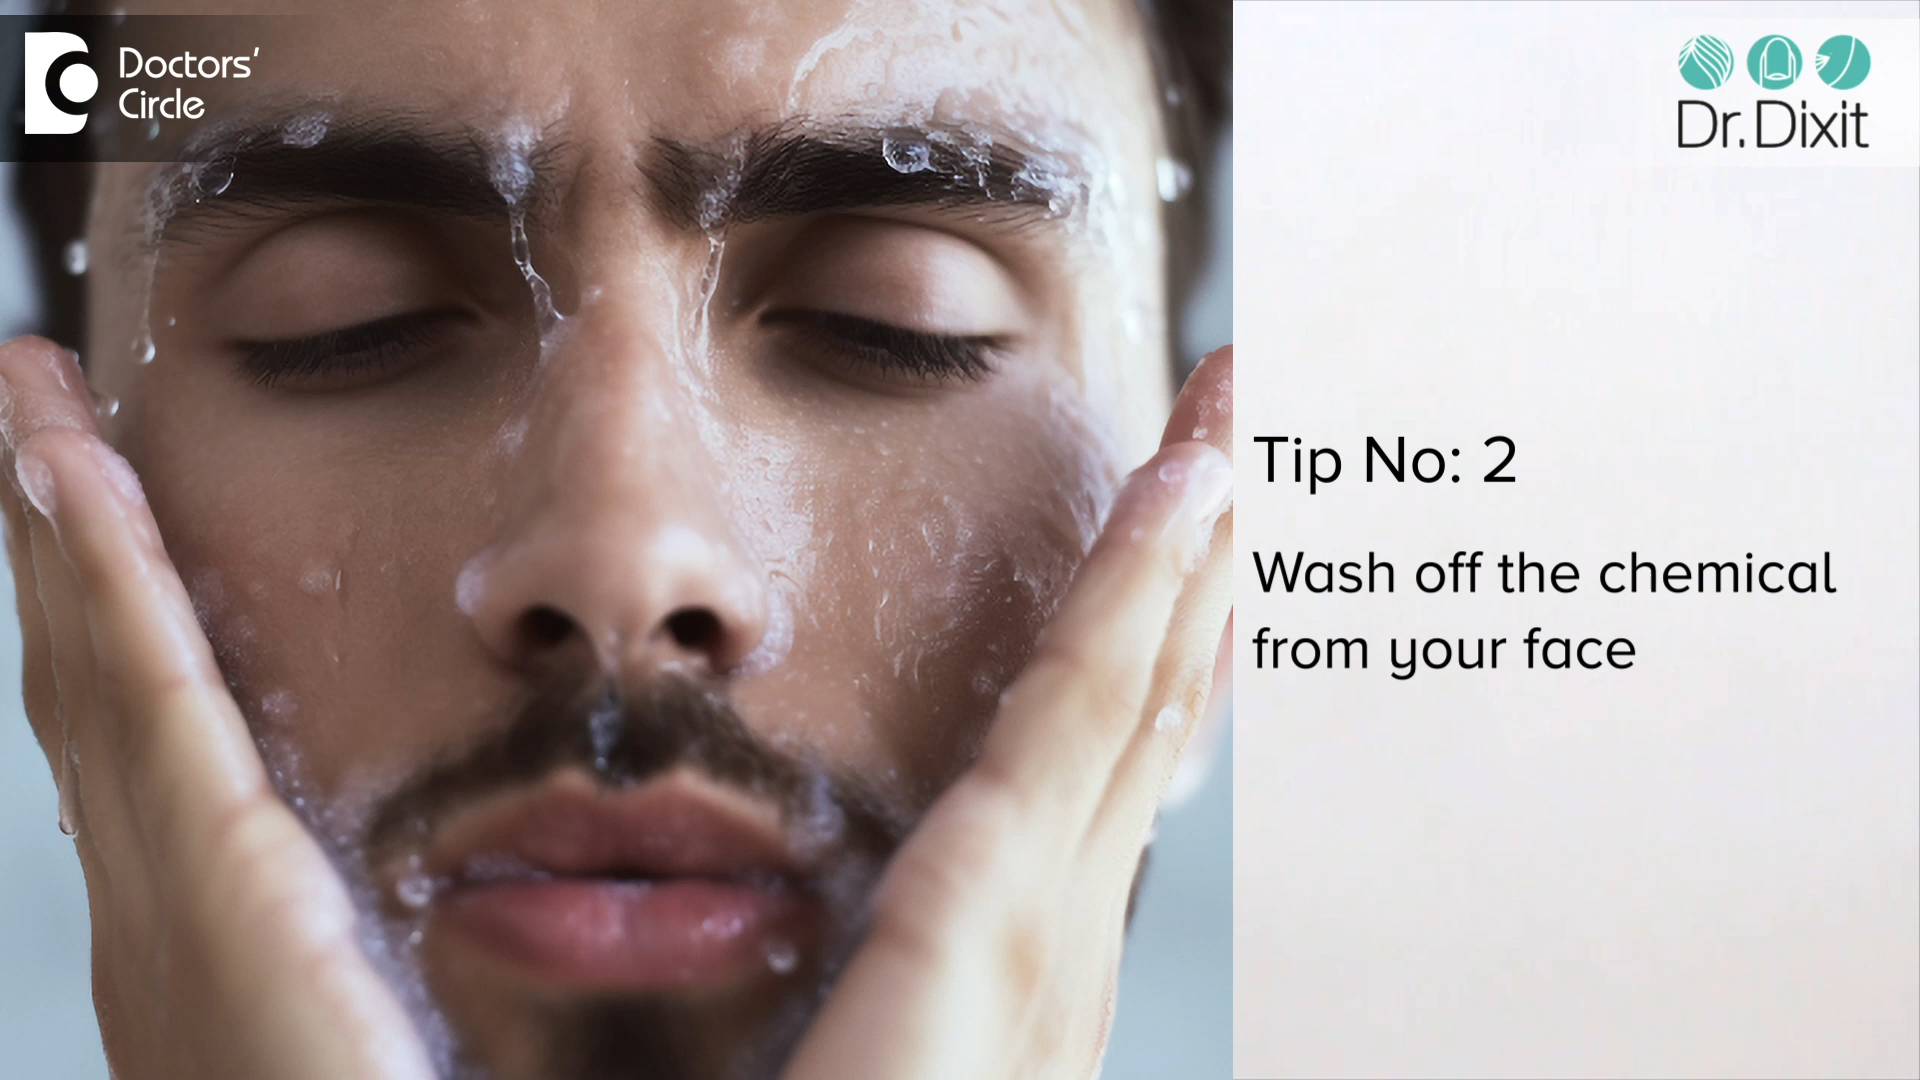 Doctors'
Circle
Dr.Dixit
Tip No: 2
Wash off the chemical
from your face